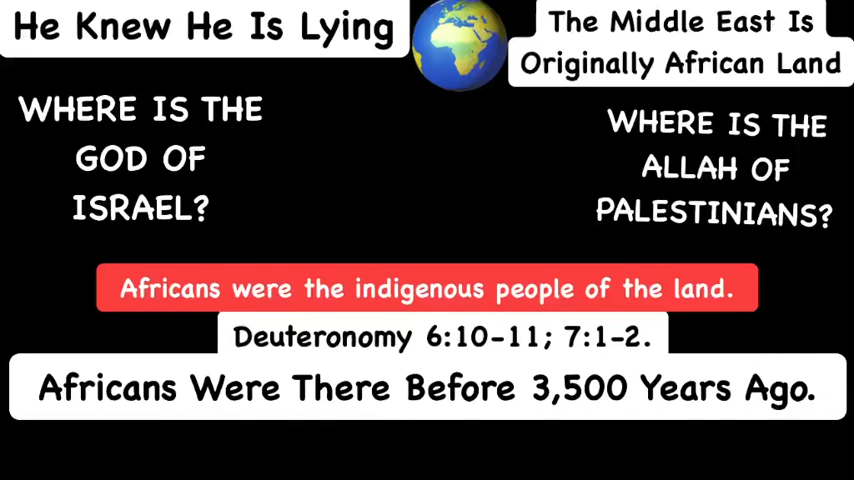 He Knew He Is Lying
The Middle East Is
Originally African Land
WHERE IS THE
GOD OF
ISRAEL?
WHERE IS THE
ALLAH OF
PALESTINIANS?
Africans were the indigenous people of the land.
Deuteronomy 6:10-11; 7:1-2.
Africans Were There Before 3,500 Years Ago.